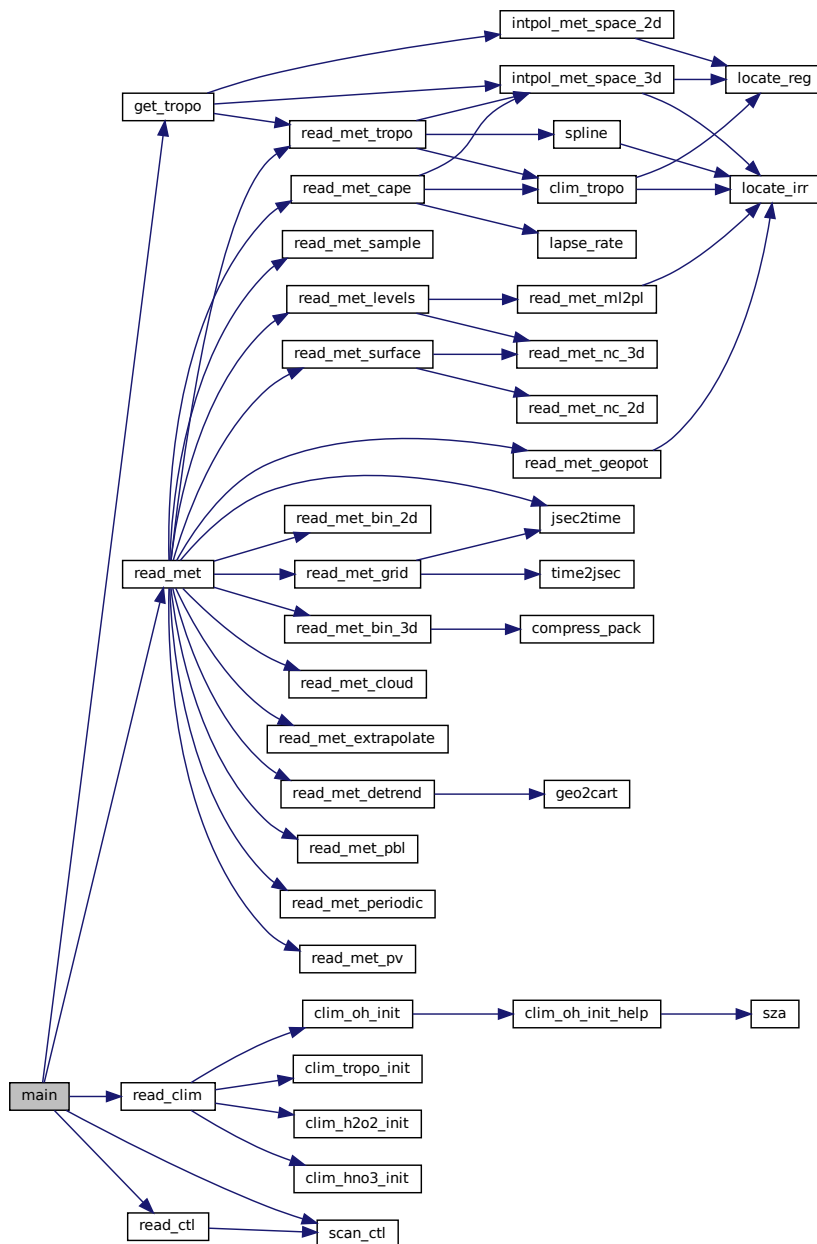 intpol_met_space_2d
intpol_met_space_3d
locate_reg
get_tropo
read_met_tropo
spline
read_met_cape
clim_tropo
locate_irr
read_met_sample
lapse_rate
read_met_levels
read_met_ml2pl
read_met_surface
read_met_nc_3d
read_met_nc_2d
read_met_geopot
read_met_bin_2d
jsec2time
read_met
read_met_grid
time2jsec
read_met_bin_3d
compress_pack
read_met_cloud
read_met_extrapolate
read_met_detrend
geo2cart
read_met_pbl
read_met_periodic
read_met_pv
clim_oh_init
clim_oh_init_help
sza
clim_tropo_init
main
read_clim
clim_h2o2_init
clim_hno3_init
read_ctl
scan_ctl